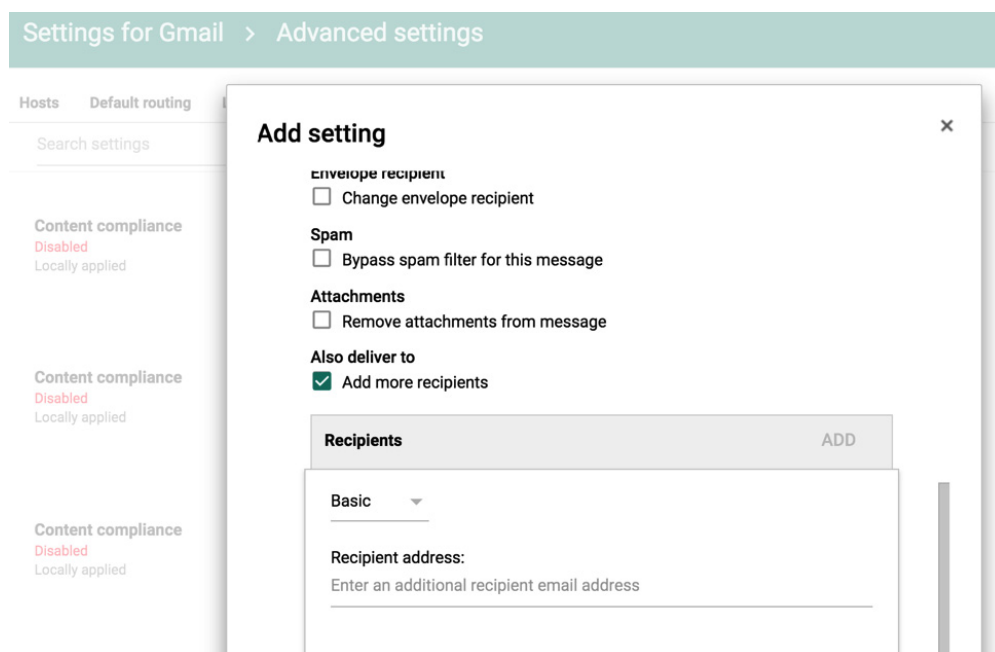 Settings for Gmail > Advanced settings
Hosts Default routing
Search settings
Content compliance
Disabled
Locally applied
Content compliance
Disabled
Locally applied
Content compliance
Disabled
Locally applied
Add setting ×
Envelope recipient
Change envelope recipient
Spam
Bypass spam filter for this message
Attachments
Remove attachments from message
Also deliver to
Add more recipients
Recipients ADD
Basic
Recipient address:
Enter an additional recipient email address